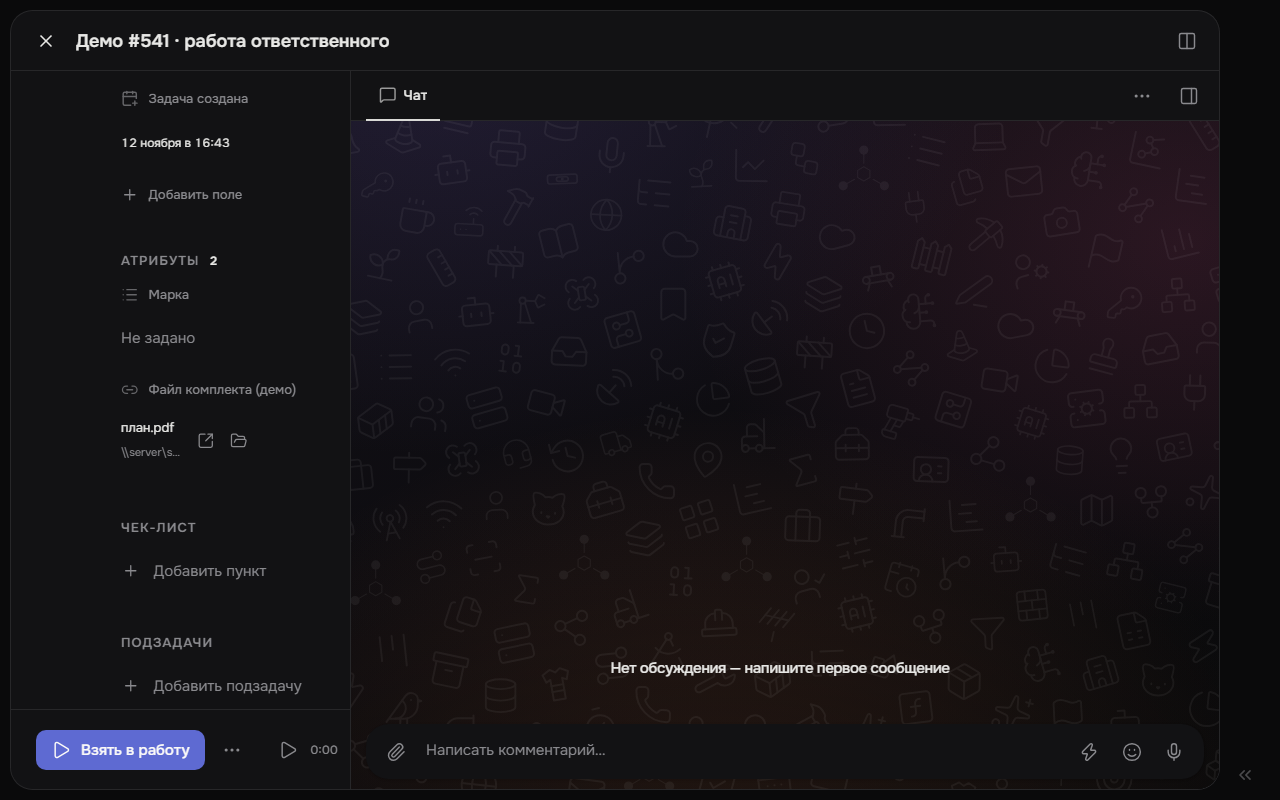 Демо #541 · работа ответственного
Задача создана
12 ноября в 16:43
Добавить поле
АТРИБУТЫ 2
Марка
Не задано
Файл комплекта (демо)
план.pdf
\\server\s...
ЧЕК-ЛИСТ
Добавить пункт
ПОДЗАДАЧИ
Добавить подзадачу
Взять в работу
0:00
Чат
Нет обсуждения — напишите первое сообщение
Написать комментарий...